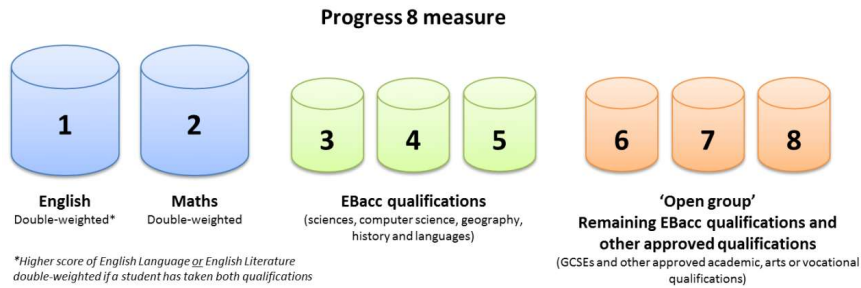 Progress 8 measure
1
2
3
4
5
6
7
8
English
Double-weighted*
Maths
Double-weighted
EBacc qualifications
(sciences, computer science, geography,
history and languages)
'Open group'
Remaining EBacc qualifications and
other approved qualifications
(GCSEs and other approved academic, arts or vocational
qualifications)
*Higher score of English Language or English Literature
double-weighted if a student has taken both qualifications